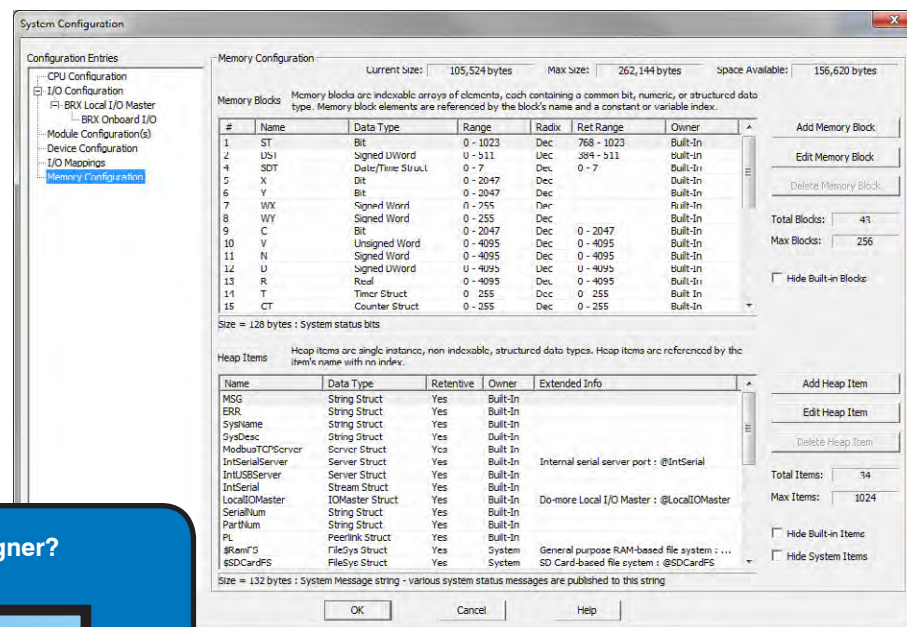 System Configuration
Configuration Entries
CPU Configuration
I/O Configuration
BRX Local I/O Master
BRX Onboard I/O
Module Configuration(s)
Device Configuration
I/O Mappings
Memory Configuration
Memory Configuration
Current Size: 105,524 bytes Max Size: 262,144 bytes Space Available: 156,620 bytes
Memory Blocks Memory blocks are indexable arrays of elements, each containing a common bit, numeric, or structured data
type. Memory block elements are referenced by the block's name and a constant or variable index.
# Name Data Type Range Radix Ret Range Owner
1 ST Bit 0 - 1023 Dec 768 - 1023 Built-In
2 DST Signed DWord 0 - 511 Dec 384 - 511 Built-In
4 SDT Date/Time Struct 0 - 7 Dec 0 - 7 Built-In
5 X Bit 0 - 2047 Dec Built-In
6 Y Bit 0 - 2047 Dec Built-In
7 WX Signed Word 0 - 255 Dec Built-In
8 WY Signed Word 0 - 255 Dec Built-In
9 C Bit 0 - 2047 Dec 0 - 2047 Built-In
10 V Unsigned Word 0 - 4095 Dec 0 - 4095 Built-In
11 N Signed Word 0 - 4095 Dec 0 - 4095 Built-In
12 D Signed DWord 0 - 4095 Dec 0 - 4095 Built-In
13 R Real 0 - 4095 Dec 0 - 4095 Built-In
14 T Timer Struct 0 255 Dec 0 255 Built In
15 CT Counter Struct 0 - 255 Dec 0 - 255 Built-In
Size = 128 bytes : System status bits
Add Memory Block
Edit Memory Block
Delete Memory Block
Total Blocks: 43
Max Blocks: 256
Hide Built-in Blocks
Heap Items Heap items are single instance, non indexable, structured data types. Heap items are referenced by the
item's name with no index.
Name Data Type Retentive Owner Extended Info
MSG String Struct Yes Built-In
ERR String Struct Yes Built-In
SysName String Struct Yes Built-In
SysDesc String Struct Yes Built-In
ModbusTCPServer Server Struct Yes Built In
IntSerialServer Server Struct Yes Built-In Internal serial server port : @IntSerial
IntUSBServer Server Struct Yes Built-In
IntSerial Stream Struct Yes Built-In
LocalIOMaster IOMaster Struct Yes Built-In Do-more Local I/O Master : @LocalIOMaster
SerialNum String Struct Yes Built-In
PartNum String Struct Yes Built-In
PL Peerlink Struct Yes Built-In
$RamFS FileSys Struct Yes System General purpose RAM-based file system : ...
$SDCardFS FileSys Struct Yes System SD Card-based file system : @SDCardFS
Size = 132 bytes : System Message string - various system status messages are published to this string
Add Heap Item
Edit Heap Item
Delete Heap Item
Total Items: 34
Max Items: 1024
Hide Built-in Items
Hide System Items
OK Cancel Help
gner?